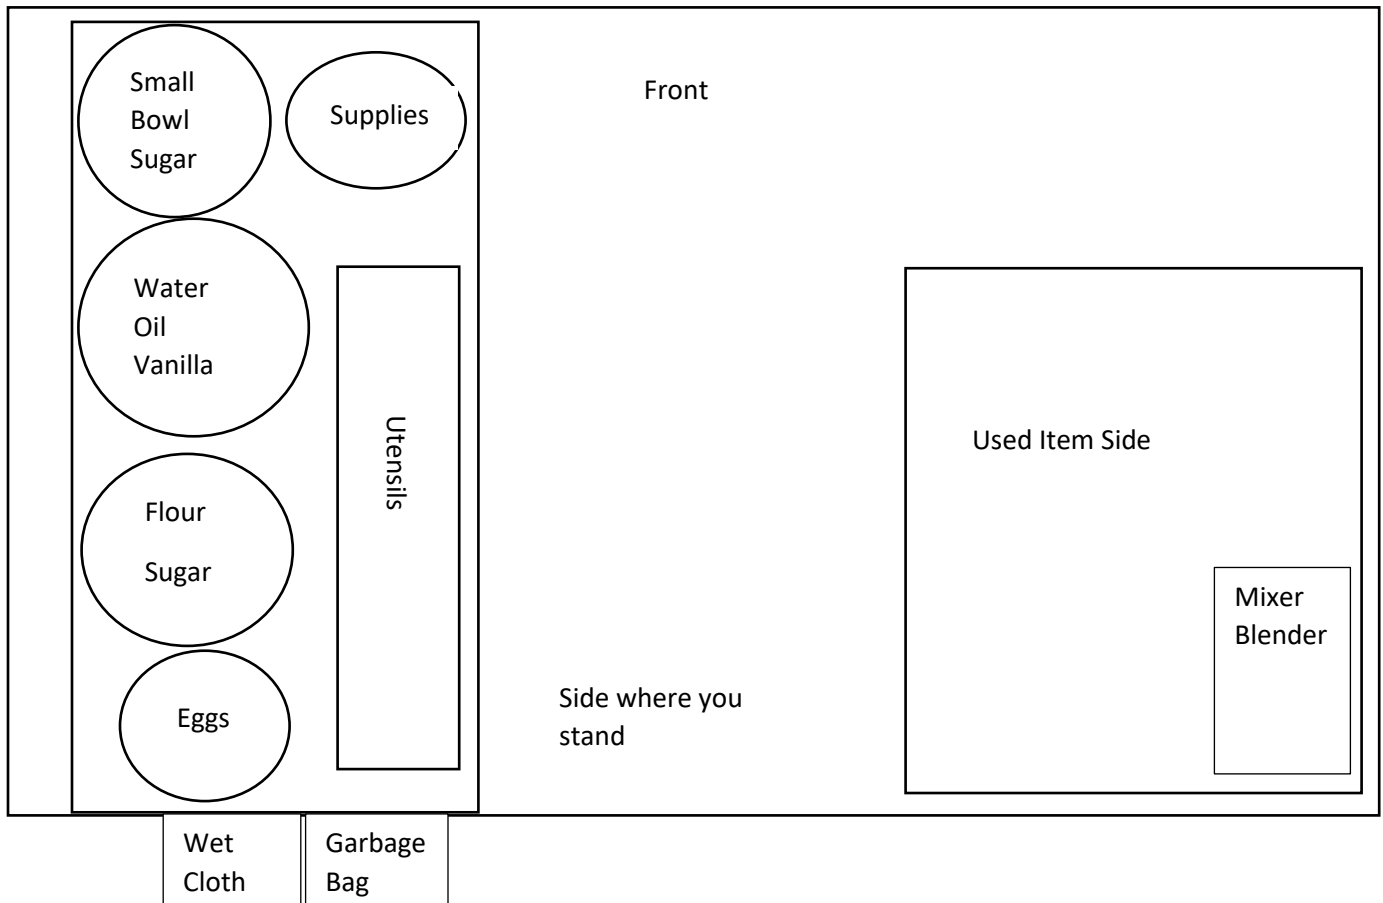 Small
Bowl
Sugar
Supplies
Front
Water
Oil
Vanilla
Utensils
Used Item Side
Flour
Sugar
Mixer
Blender
Eggs
Side where you
stand
Wet
Cloth
Garbage
Bag